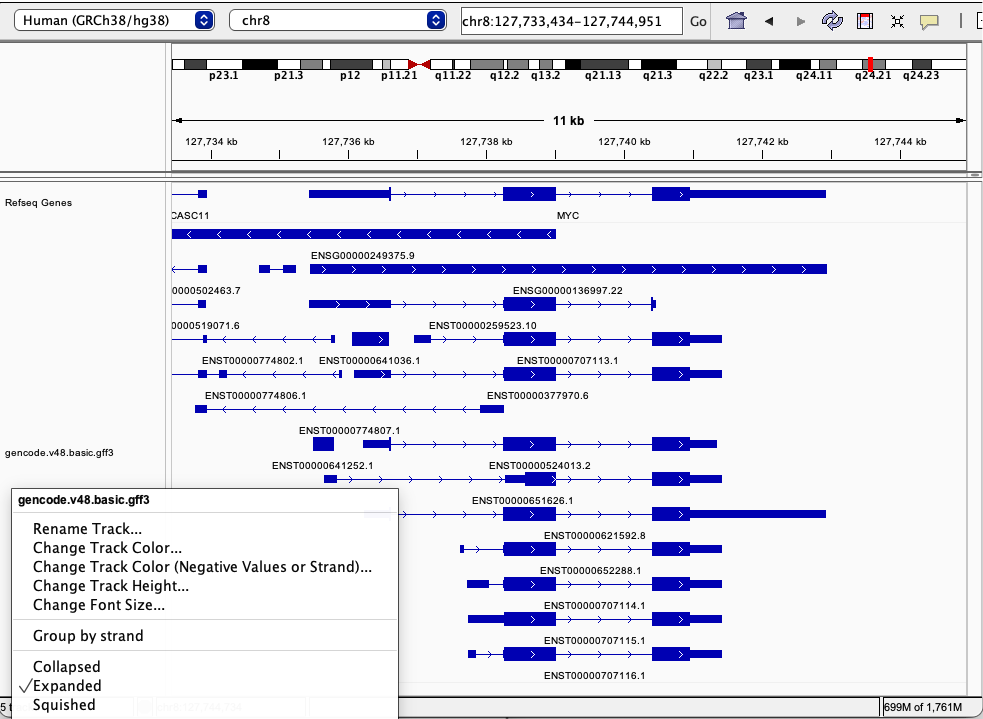 Human (GRCh38/hg38)
chr8
chr8:127,733,434-127,744,951
Go
p23.1 p21.3 p12 p11.21 q11.22 q12.2 q13.2 q21.13 q21.3 q22.2 q23.1 q24.11 q24.21 q24.23
11 kb
127,734 kb 127,736 kb 127,738 kb 127,740 kb 127,742 kb 127,744 kb
Refseq Genes
CASC11 MYC
ENSG00000249375.9
0000502463.7 ENSG00000136997.22
0000519071.6 ENST00000259523.10
ENST00000774802.1 ENST00000641036.1 ENST00000707113.1
ENST00000774806.1 ENST00000377970.6
ENST00000774807.1
gencode.v48.basic.gff3
ENST00000641252.1 ENST00000524013.2
ENST00000651626.1
ENST00000621592.8
ENST00000652288.1
ENST00000707114.1
ENST00000707115.1
ENST00000707116.1
gencode.v48.basic.gff3
Rename Track...
Change Track Color...
Change Track Color (Negative Values or Strand)...
Change Track Height...
Change Font Size...
Group by strand
Collapsed
✓Expanded
Squished
699M of 1,761M